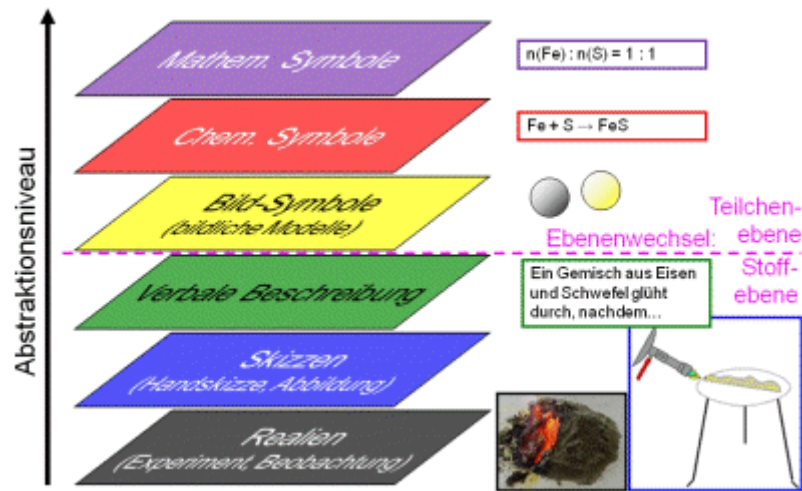 Abstraktionsniveau
Mathem. Symbole
n(Fe) : n(S) = 1 : 1
Chem. Symbole
Fe + S → FeS
Bild-Symbole
(bildliche Modelle)
Teilchen-
ebene
Ebenenwechsel:
Stoff-
ebene
Verbale Beschreibung
Ein Gemisch aus Eisen
und Schwefel glüht
durch, nachdem...
Skizzen
(Handskizze, Abbildung)
Realien
(Experiment, Beobachtung)